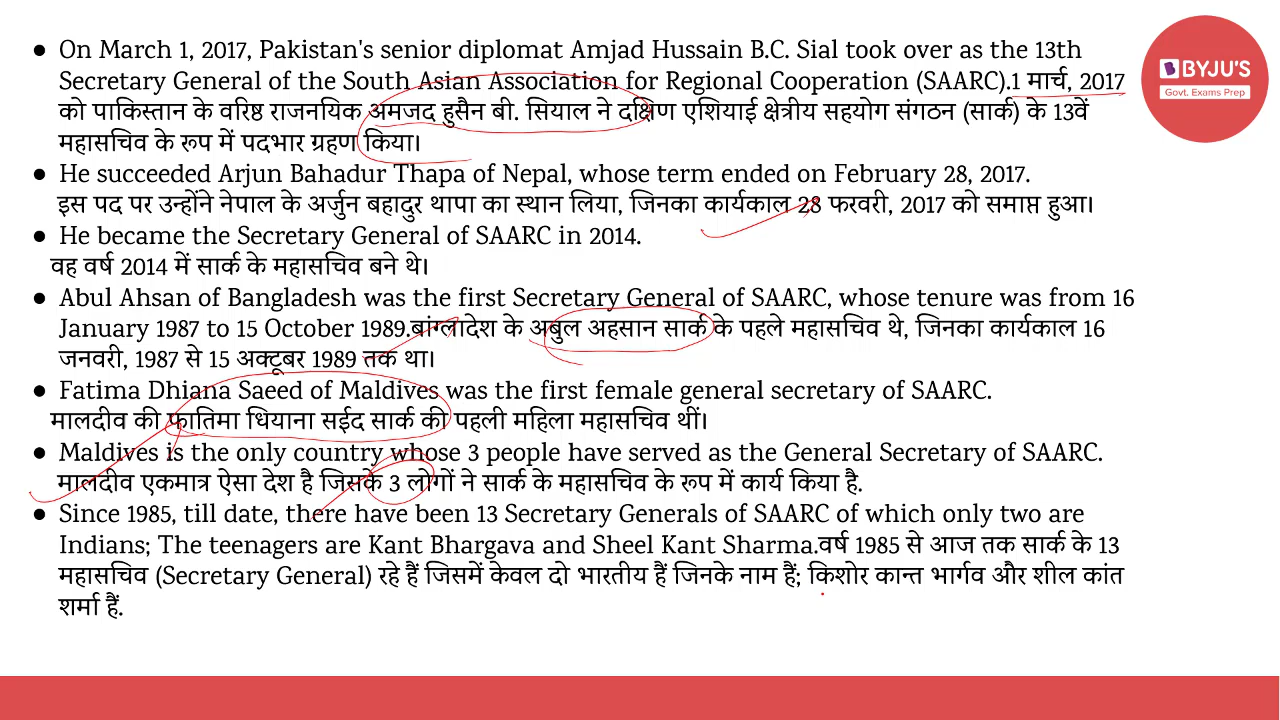 ● On March 1, 2017, Pakistan's senior diplomat Amjad Hussain B.C. Sial took over as the 13th
Secretary General of the South Asian Association for Regional Cooperation (SAARC).1 मार्च, 2017
को पाकिस्तान के वरिष्ठ राजनयिक अमजद हुसैन बी. सियाल ने दक्षिण एशियाई क्षेत्रीय सहयोग संगठन (सार्क) के 13वें
महासचिव के रूप में पदभार ग्रहण किया।
● He succeeded Arjun Bahadur Thapa of Nepal, whose term ended on February 28, 2017.
इस पद पर उन्होंने नेपाल के अर्जुन बहादुर थापा का स्थान लिया, जिनका कार्यकाल 28 फरवरी, 2017 को समाप्त हुआ।
● He became the Secretary General of SAARC in 2014.
वह वर्ष 2014 में सार्क के महासचिव बने थे।
● Abul Ahsan of Bangladesh was the first Secretary General of SAARC, whose tenure was from 16
January 1987 to 15 October 1989.बांग्लादेश के अबुल अहसान सार्क के पहले महासचिव थे, जिनका कार्यकाल 16
जनवरी, 1987 से 15 अक्टूबर 1989 तक था।
● Fatima Dhiana Saeed of Maldives was the first female general secretary of SAARC.
मालदीव की फातिमा धियाना सईद सार्क की पहली महिला महासचिव थीं।
● Maldives is the only country whose 3 people have served as the General Secretary of SAARC.
मालदीव एकमात्र ऐसा देश है जिसके 3 लोगों ने सार्क के महासचिव के रूप में कार्य किया है.
● Since 1985, till date, there have been 13 Secretary Generals of SAARC of which only two are
Indians; The teenagers are Kant Bhargava and Sheel Kant Sharma.वर्ष 1985 से आज तक सार्क के 13
महासचिव (Secretary General) रहे हैं जिसमें केवल दो भारतीय हैं जिनके नाम हैं; किशोर कान्त भार्गव और शील कांत
शर्मा हैं.
BYJU'S
Govt. Exams Prep